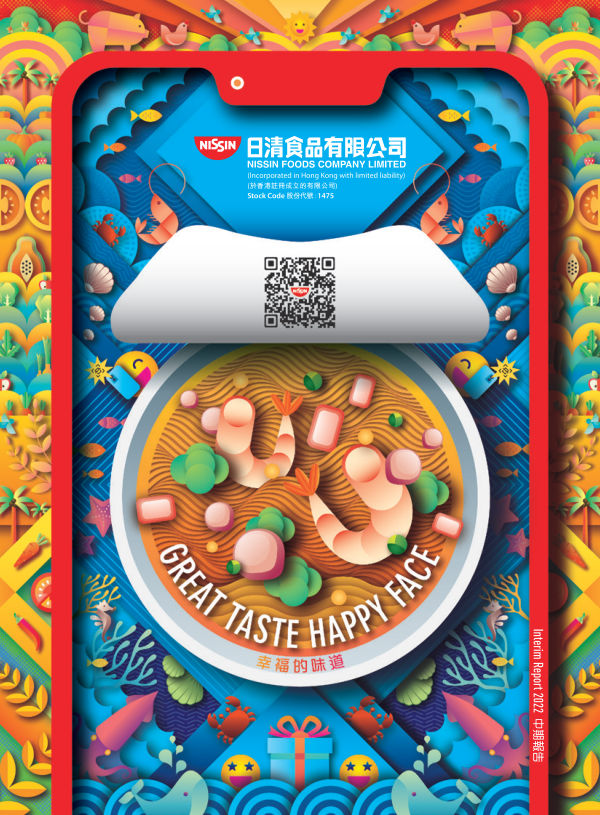 NISSIN
日清食品有限公司
NISSIN FOODS COMPANY LIMITED
(Incorporated in Hong Kong with limited liability)
(於香港註冊成立的有限公司)
Stock Code 股份代號 : 1475
NISSIN
GREAT TASTE HAPPY FACE
幸福的味道
Interim Report 2022 中期報告